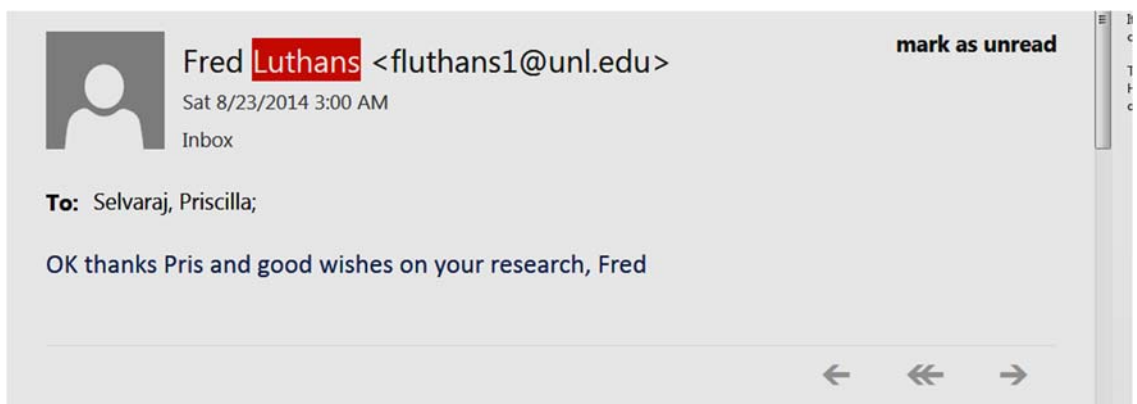 Fred Luthans <fluthans1@unl.edu>
mark as unread
Sat 8/23/2014 3:00 AM
Inbox
To: Selvaraj, Priscilla;
OK thanks Pris and good wishes on your research, Fred